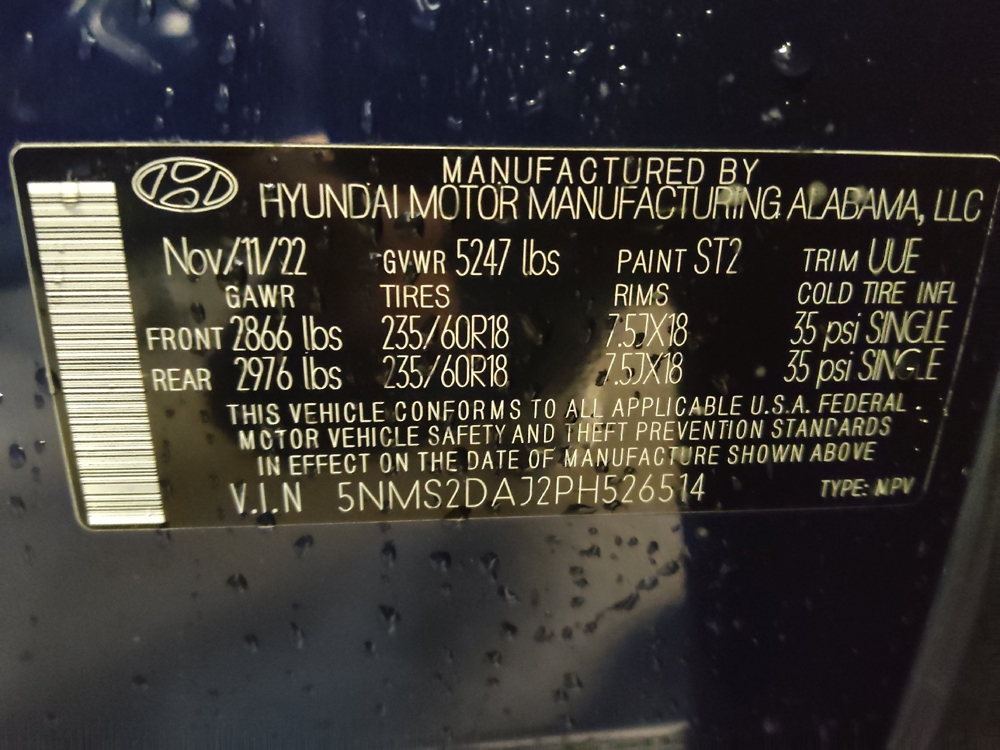 MANUFACTURED BY
HYUNDAI MOTOR MANUFACTURING ALABAMA, LLC
Nov/11/22 GVWR 5247 lbs PAINT ST2 TRIM UUE
GAWR TIRES RIMS COLD TIRE INFL
FRONT 2866 lbs 235/60R18 7.5JX18 35 psi SINGLE
REAR 2976 lbs 235/60R18 7.5JX18 35 psi SINGLE
THIS VEHICLE CONFORMS TO ALL APPLICABLE U.S.A. FEDERAL
MOTOR VEHICLE SAFETY AND THEFT PREVENTION STANDARDS
IN EFFECT ON THE DATE OF MANUFACTURE SHOWN ABOVE
V.I.N 5NMS2DAJ2PH526514 TYPE: MPV